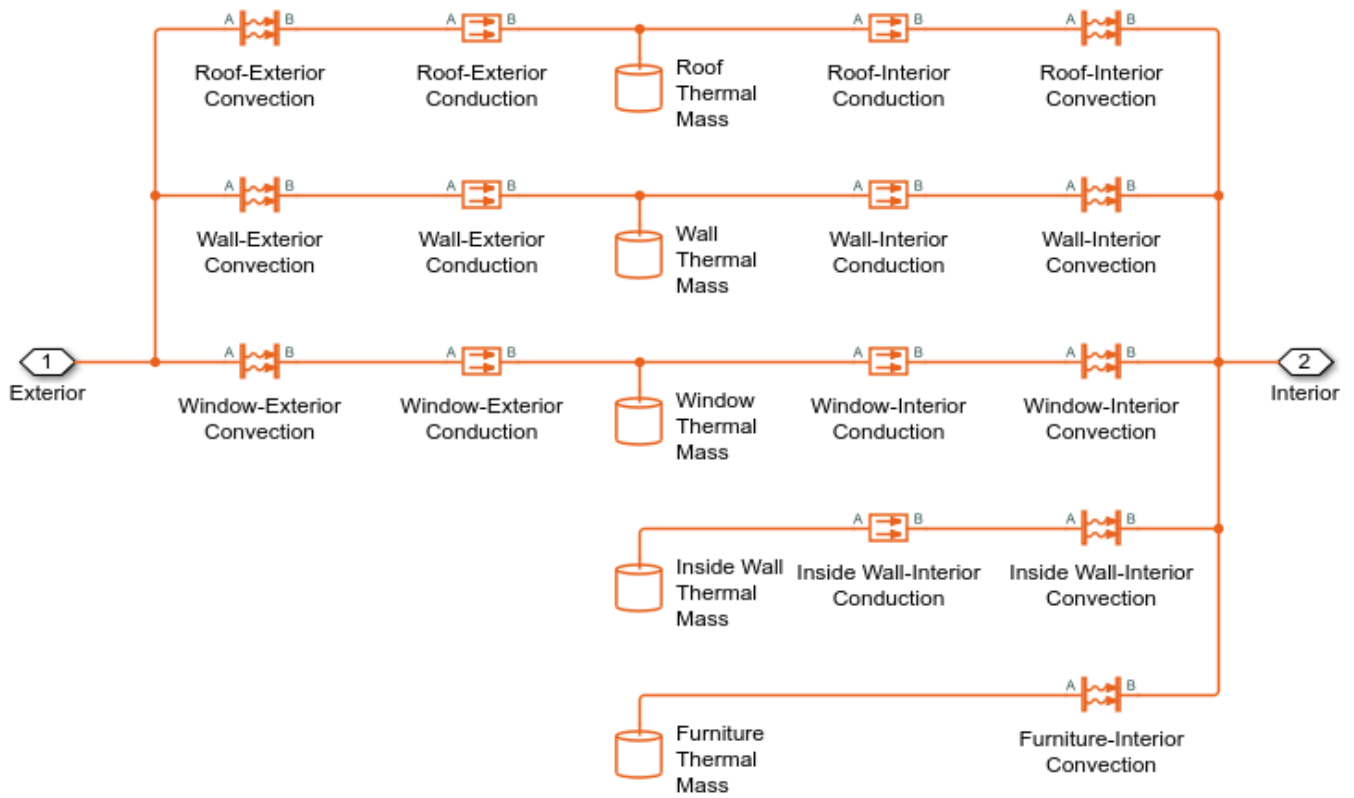 A B A B A B A B
Roof-Exterior
Convection
Roof-Exterior
Conduction
Roof
Thermal
Mass
Roof-Interior
Conduction
Roof-Interior
Convection
A B A B A B A B
Wall-Exterior
Convection
Wall-Exterior
Conduction
Wall
Thermal
Mass
Wall-Interior
Conduction
Wall-Interior
Convection
1
Exterior
A B A B A B A B
Window-Exterior
Convection
Window-Exterior
Conduction
Window
Thermal
Mass
Window-Interior
Conduction
Window-Interior
Convection
2
Interior
A B A B
Inside Wall
Thermal
Mass
Inside Wall-Interior
Conduction
Inside Wall-Interior
Convection
A B
Furniture
Thermal
Mass
Furniture-Interior
Convection